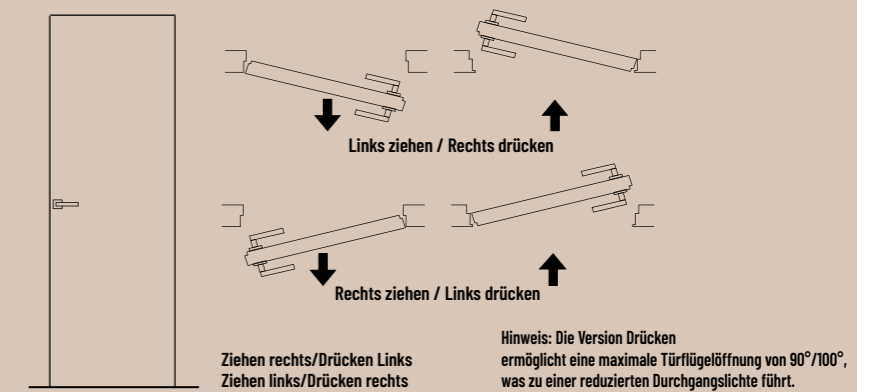 Links ziehen / Rechts drücken
Rechts ziehen / Links drücken
Ziehen rechts/Drücken Links
Ziehen links/Drücken rechts
Hinweis: Die Version Drücken
ermöglicht eine maximale Türflügelöffnung von 90°/100°,
was zu einer reduzierten Durchgangslichte führt.